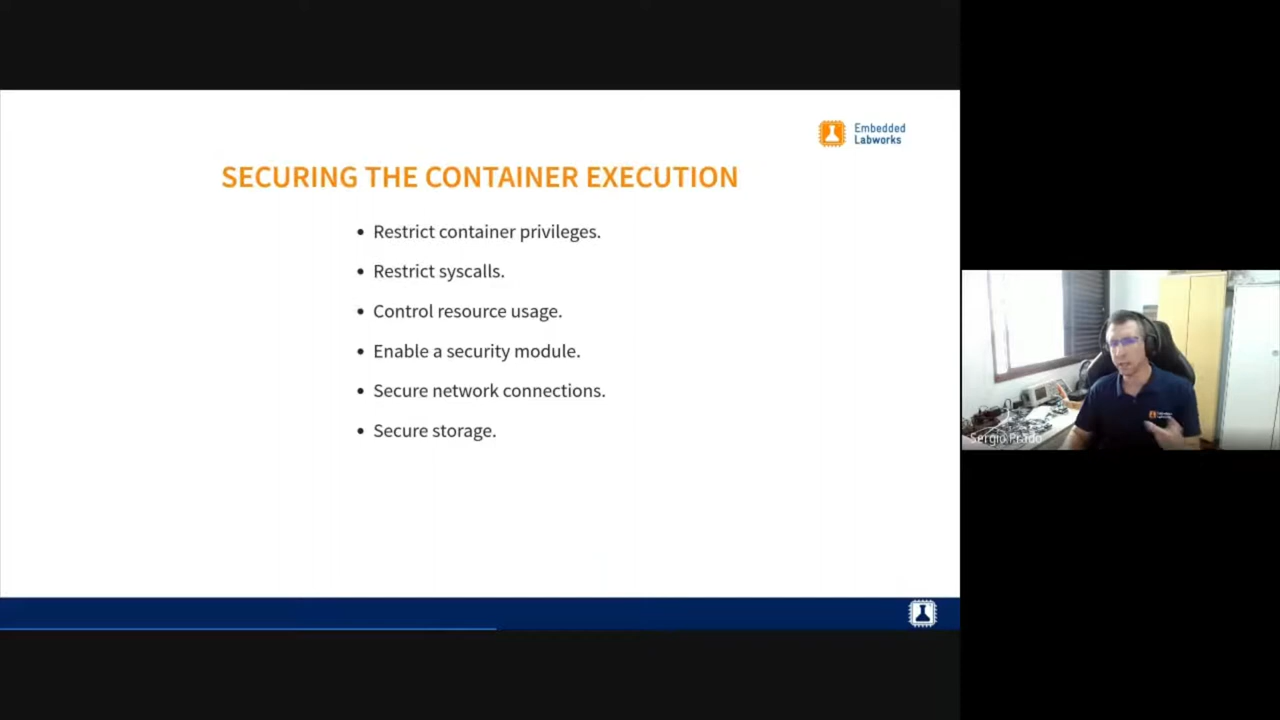 Embedded
Labworks
SECURING THE CONTAINER EXECUTION
Restrict container privileges.
Restrict syscalls.
Control resource usage.
Enable a security module.
Secure network connections.
Secure storage.
Sergio Prado